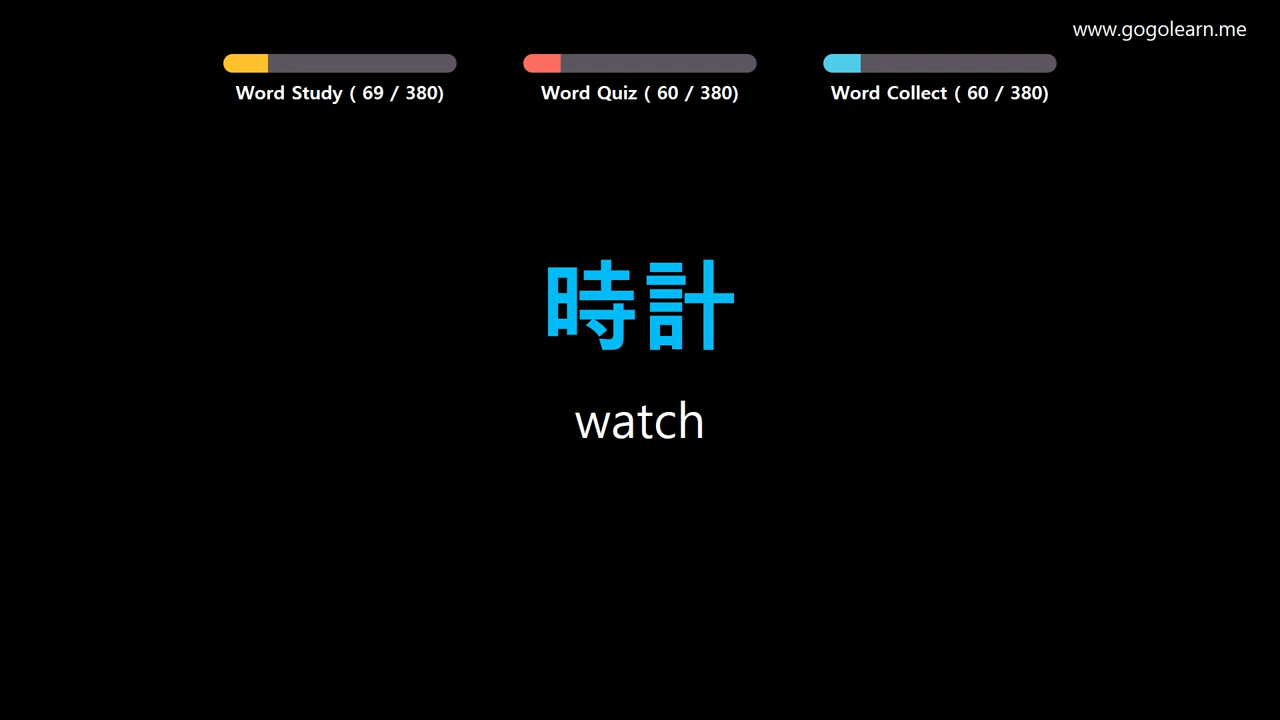 www.gogolearn.me
Word Study ( 69 / 380)
Word Quiz ( 60 / 380)
Word Collect ( 60 / 380)
時計
watch